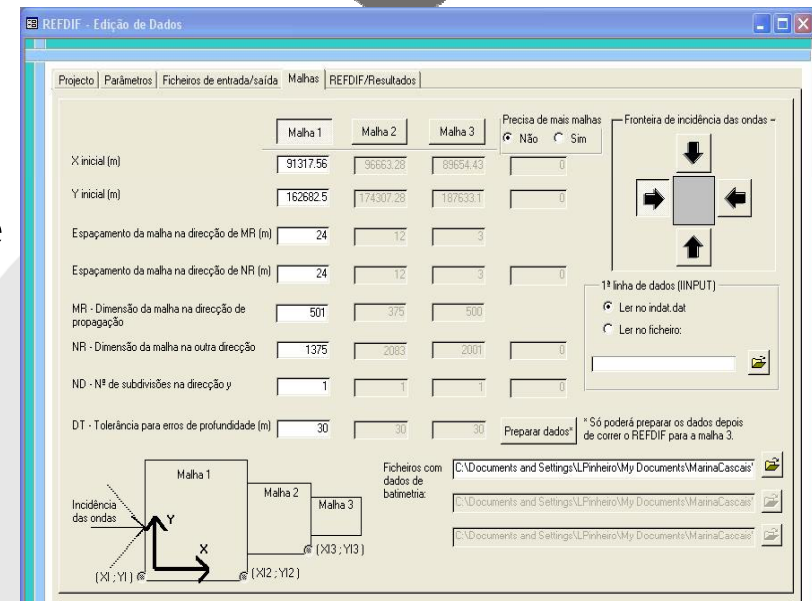 REFDIF - Edição de Dados
Projecto Parâmetros Ficheiros de entrada/saída Malhas REFDIF/Resultados
Malha 1 Malha 2 Malha 3
Precisa de mais malhas
Não Sim
Fronteira de incidência das ondas
X inicial (m) 91317.56 96663.28 89654.43 0
Y inicial (m) 162682.5 174307.28 187633.1 0
Espaçamento da malha na direcção de MR (m) 24 12 3
Espaçamento da malha na direcção de NR (m) 24 12 3 0
1ª linha de dados (IINPUT)
Ler no indat.dat
Ler no ficheiro:
MR - Dimensão da malha na direcção de
propagação
501 375 500
NR - Dimensão da malha na outra direcção 1375 2083 2001 0
ND - Nº de subdivisões na direcção y 1 1 1 0
DT - Tolerância para erros de profundidade (m) 30 30 30
Preparar dados*
* Só poderá preparar os dados depois
de correr o REFDIF para a malha 3.
Malha 1
Malha 2
Malha 3
Incidência
das ondas
Y
X
(XI ; YI)
(XI2 ; YI2)
(XI3 ; YI3)
Ficheiros com
dados de
batimetria:
C:\Documents and Settings\LPinheiro\My Documents\MarinaCascais'
C:\Documents and Settings\LPinheiro\My Documents\MarinaCascais'
C:\Documents and Settings\LPinheiro\My Documents\MarinaCascais'
e